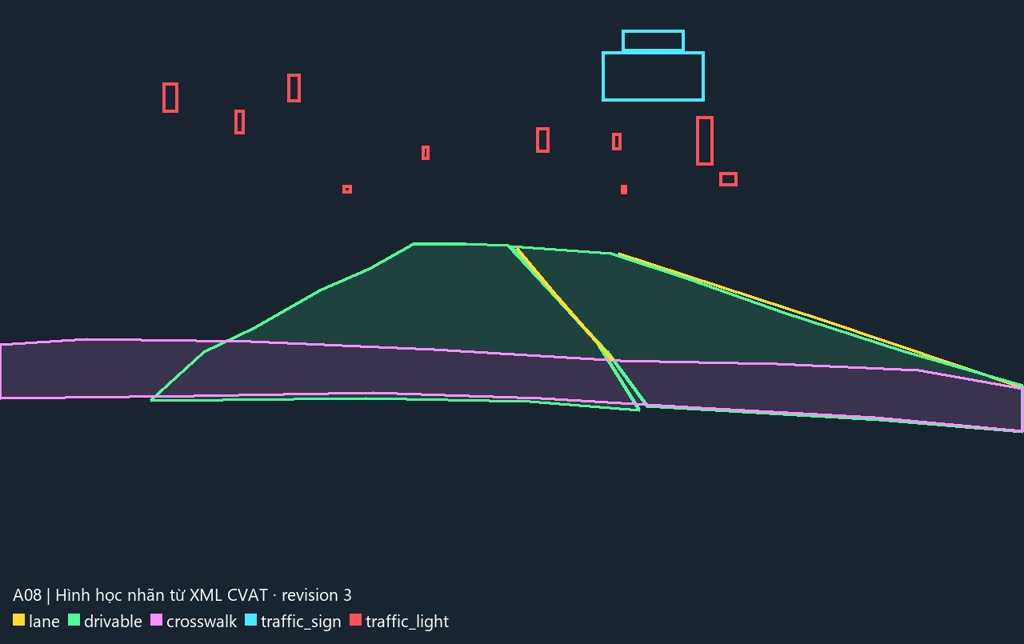 A08 | Hình học nhãn từ XML CVAT · revision 3
lane drivable crosswalk traffic_sign traffic_light